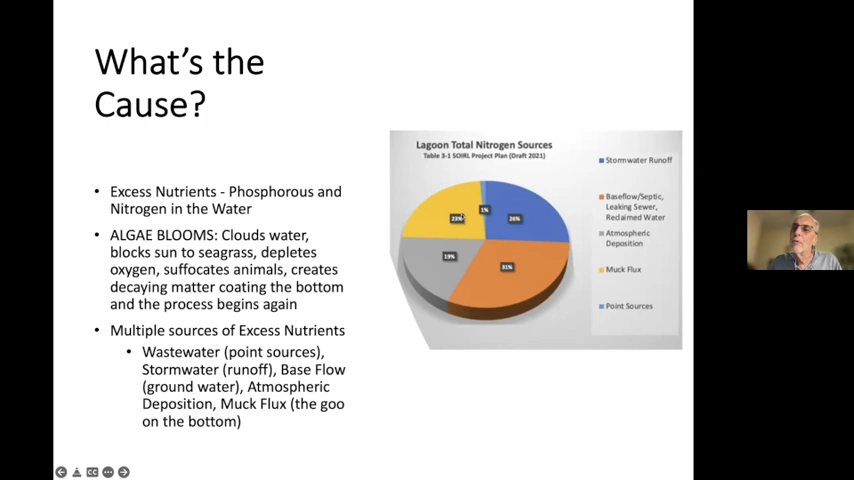 What's the
Cause?
• Excess Nutrients - Phosphorous and
Nitrogen in the Water
• ALGAE BLOOMS: Clouds water,
blocks sun to seagrass, depletes
oxygen, suffocates animals, creates
decaying matter coating the bottom
and the process begins again
• Multiple sources of Excess Nutrients
• Wastewater (point sources),
Stormwater (runoff), Base Flow
(ground water), Atmospheric
Deposition, Muck Flux (the goo
on the bottom)
Lagoon Total Nitrogen Sources
Table 3-1 SOIRL Project Plan (Draft 2021)
1%
23%
26%
19%
31%
Stormwater Runoff
Baseflow/Septic,
Leaking Sewer,
Reclaimed Water
Atmospheric
Deposition
Muck Flux
Point Sources
CC